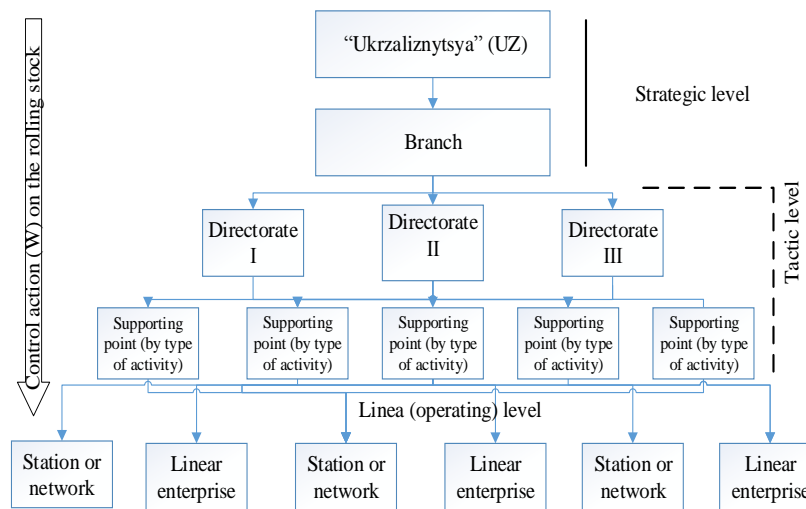 “Ukrzaliznytsya” (UZ)
Strategic level
Branch
Control action (W) on the rolling stock
Tactic level
Directorate
I
Directorate
II
Directorate
III
Supporting
point (by type
of activity)
Supporting
point (by type
of activity)
Supporting
point (by type
of activity)
Supporting
point (by type
of activity)
Supporting
point (by type
of activity)
Linea (operating) level
Station or
network
Linear
enterprise
Station or
network
Linear
enterprise
Station or
network
Linear
enterprise